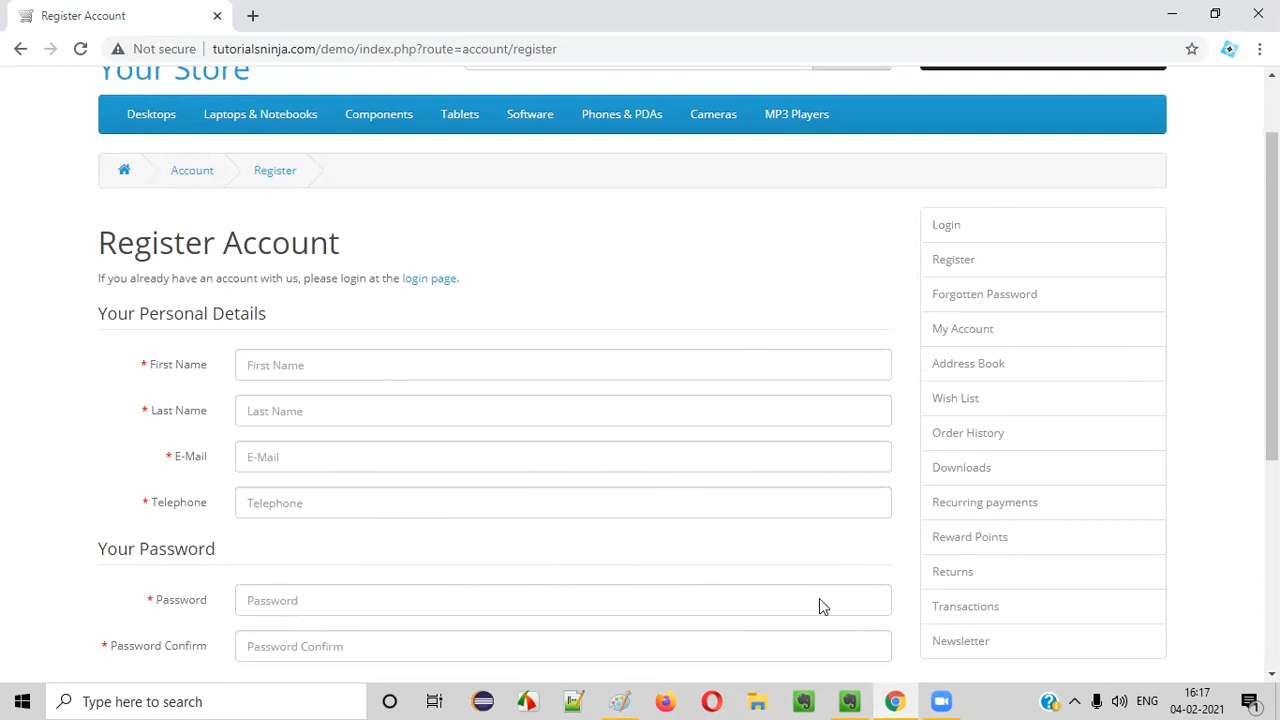 Register Account
Not secure | tutorialsninja.com/demo/index.php?route=account/register
Your Store
Desktops Laptops & Notebooks Components Tablets Software Phones & PDAs Cameras MP3 Players
Account Register
Register Account
If you already have an account with us, please login at the login page.
Your Personal Details
* First Name First Name
* Last Name Last Name
* E-Mail E-Mail
* Telephone Telephone
Your Password
* Password Password
* Password Confirm Password Confirm
Login
Register
Forgotten Password
My Account
Address Book
Wish List
Order History
Downloads
Recurring payments
Reward Points
Returns
Transactions
Newsletter
Type here to search
ENG
16:17
04-02-2021